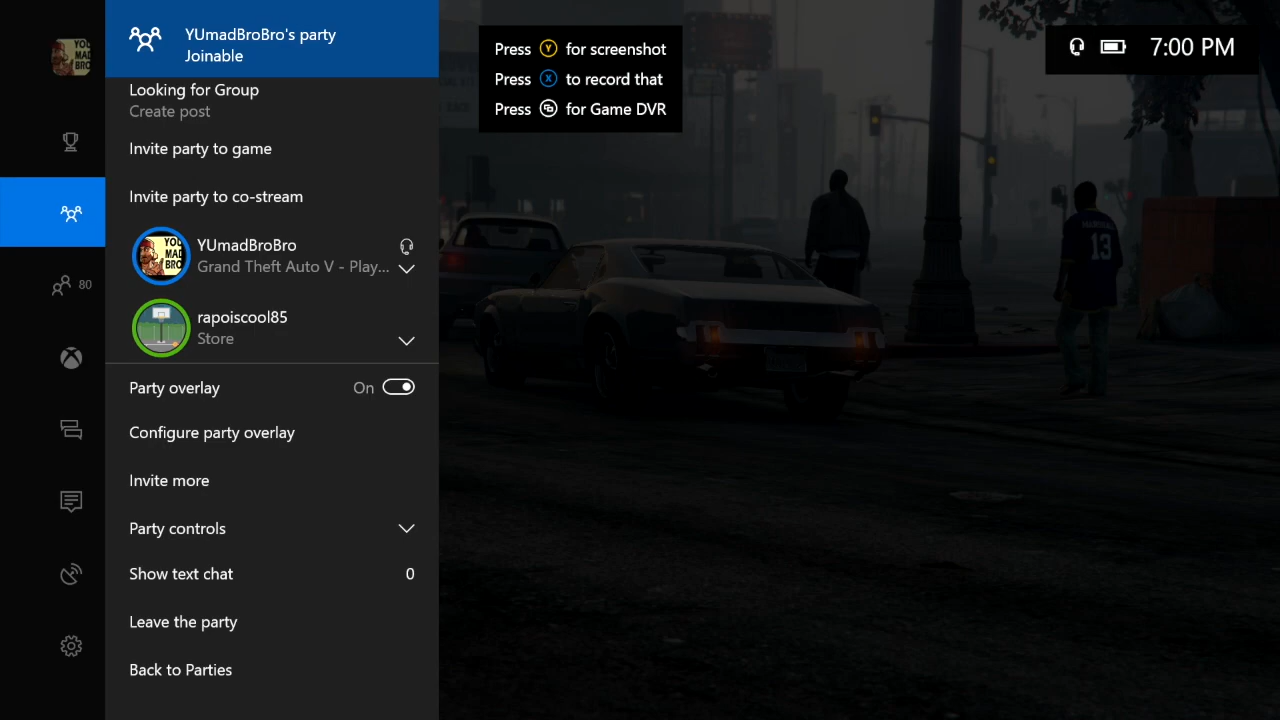 YUmadBroBro's party
Joinable
Looking for Group
Create post
Invite party to game
Invite party to co-stream
YUmadBroBro
Grand Theft Auto V - Play...
rapoiscool85
Store
Party overlay On
Configure party overlay
Invite more
Party controls
Show text chat 0
Leave the party
Back to Parties
80
Press Y for screenshot
Press X to record that
Press for Game DVR
7:00 PM
13